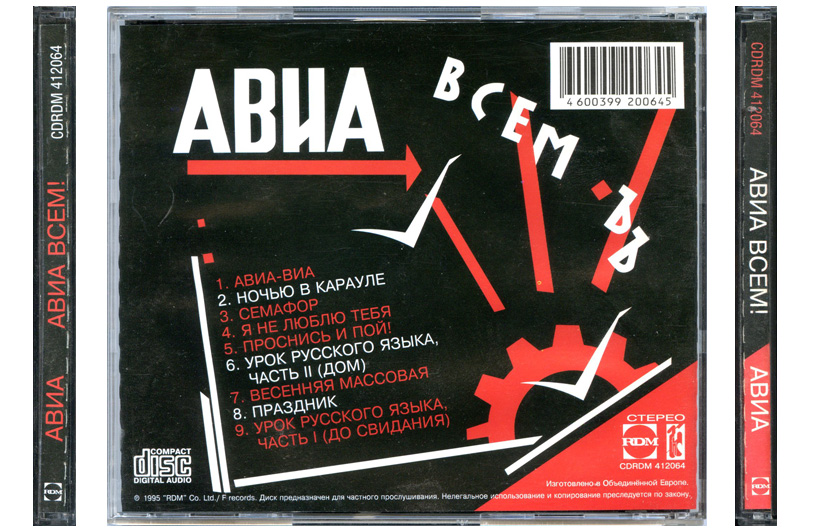 АВИА
АВИА ВСЕМ!
CDRDM 412064
RDM
АВИА
ВСЕМ!
4 600399 200645
1. АВИА-ВИА
2. НОЧЬЮ В КАРАУЛЕ
3. СЕМАФОР
4. Я НЕ ЛЮБЛЮ ТЕБЯ
5. ПРОСНИСЬ И ПОЙ!
6. УРОК РУССКОГО ЯЗЫКА,
ЧАСТЬ II (ДОМ)
7. ВЕСЕННЯЯ МАССОВАЯ
8. ПРАЗДНИК
9. УРОК РУССКОГО ЯЗЫКА,
ЧАСТЬ I (ДО СВИДАНИЯ)
СТЕРЕО
RDM
CDRDM 412064
COMPACT
disc
DIGITAL AUDIO
Изготовлено в Объединённой Европе.
© 1995 "RDM" Co. Ltd./ F records. Диск предназначен для частного прослушивания. Нелегальное использование и копирование преследуется по закону.
CDRDM 412064
АВИА ВСЕМ!
АВИА
RDM